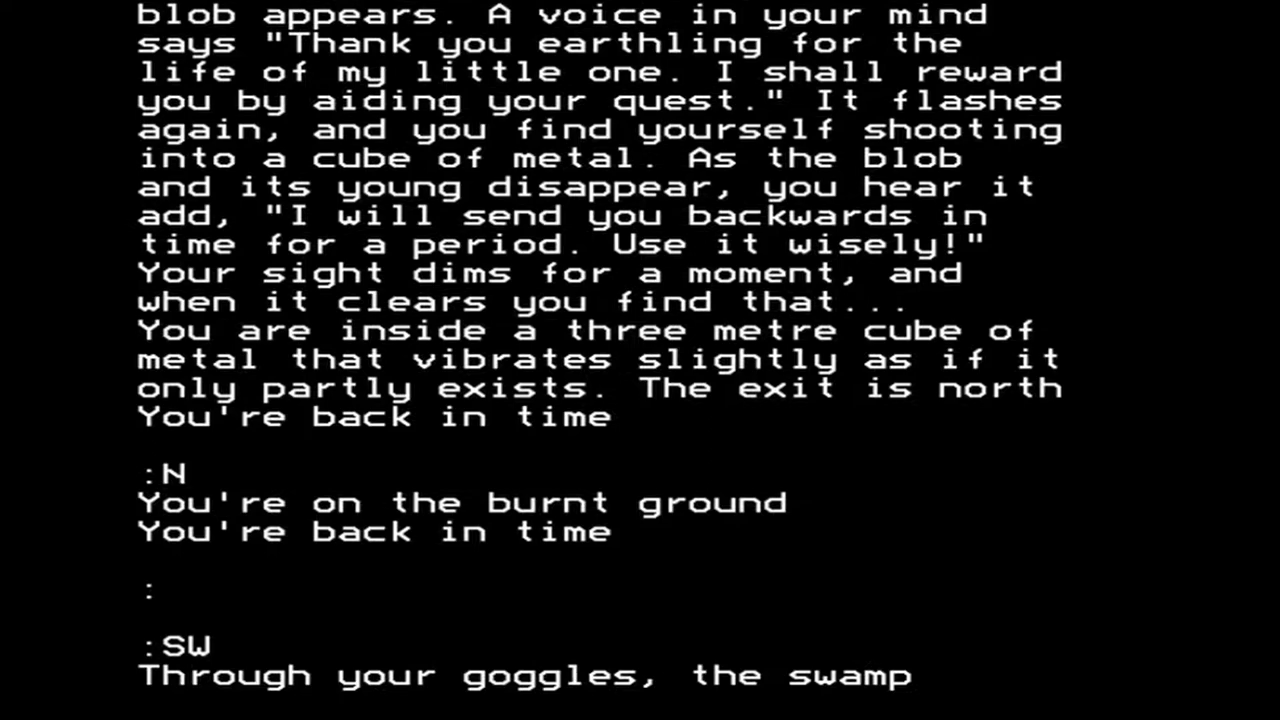 blob appears. A voice in your mind
says "Thank you earthling for the
life of my little one. I shall reward
you by aiding your quest." It flashes
again, and you find yourself shooting
into a cube of metal. As the blob
and its young disappear, you hear it
add, "I will send you backwards in
time for a period. Use it wisely!"
Your sight dims for a moment, and
when it clears you find that...
You are inside a three metre cube of
metal that vibrates slightly as if it
only partly exists. The exit is north
You're back in time
:N
You're on the burnt ground
You're back in time
:
:SW
Through your goggles, the swamp